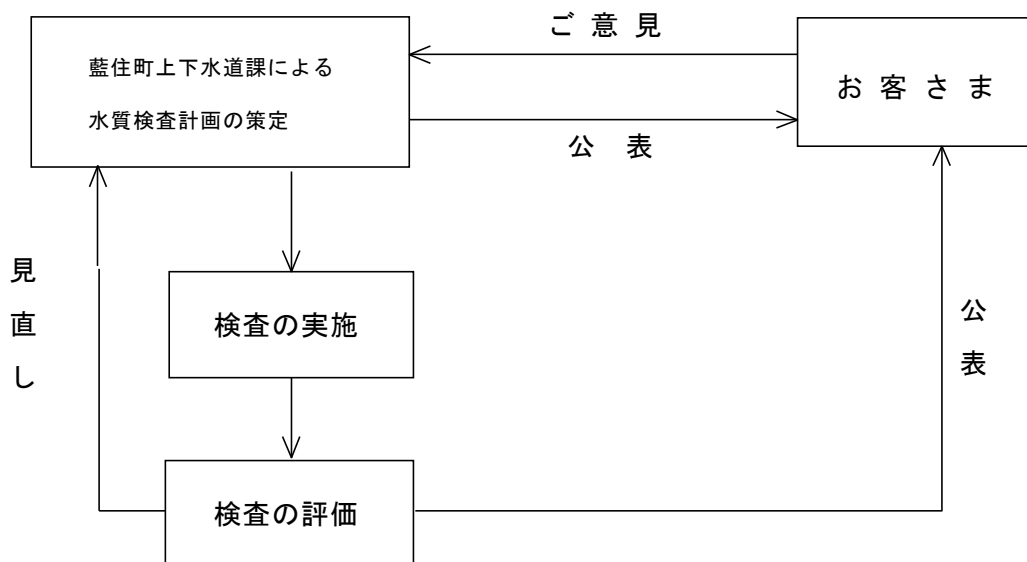 ご意見
藍住町上下水道課による
水質検査計画の策定
お客さま
公表
見直し
検査の実施
公表
検査の評価